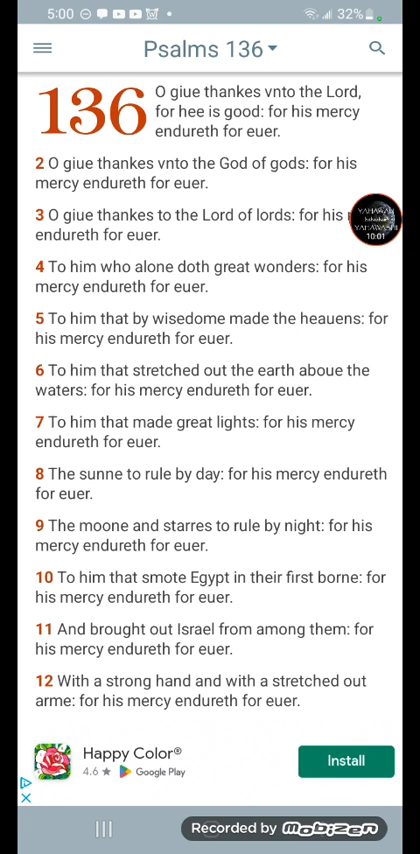 5:00
32%
Psalms 136
136 O giue thankes vnto the Lord,
for hee is good: for his mercy
endureth for euer.
2 O giue thankes vnto the God of gods: for his
mercy endureth for euer.
3 O giue thankes to the Lord of lords: for his
endureth for euer.
4 To him who alone doth great wonders: for his
mercy endureth for euer.
5 To him that by wisedome made the heauens: for
his mercy endureth for euer.
6 To him that stretched out the earth aboue the
waters: for his mercy endureth for euer.
7 To him that made great lights: for his mercy
endureth for euer.
8 The sunne to rule by day: for his mercy endureth
for euer.
9 The moone and starres to rule by night: for his
mercy endureth for euer.
10 To him that smote Egypt in their first borne: for
his mercy endureth for euer.
11 And brought out Israel from among them: for
his mercy endureth for euer.
12 With a strong hand and with a stretched out
arme: for his mercy endureth for euer.
YAHAWAH
YAHAWASHI
10:01
Happy Color®
4.6 ★ Google Play
Install
Recorded by mobizen